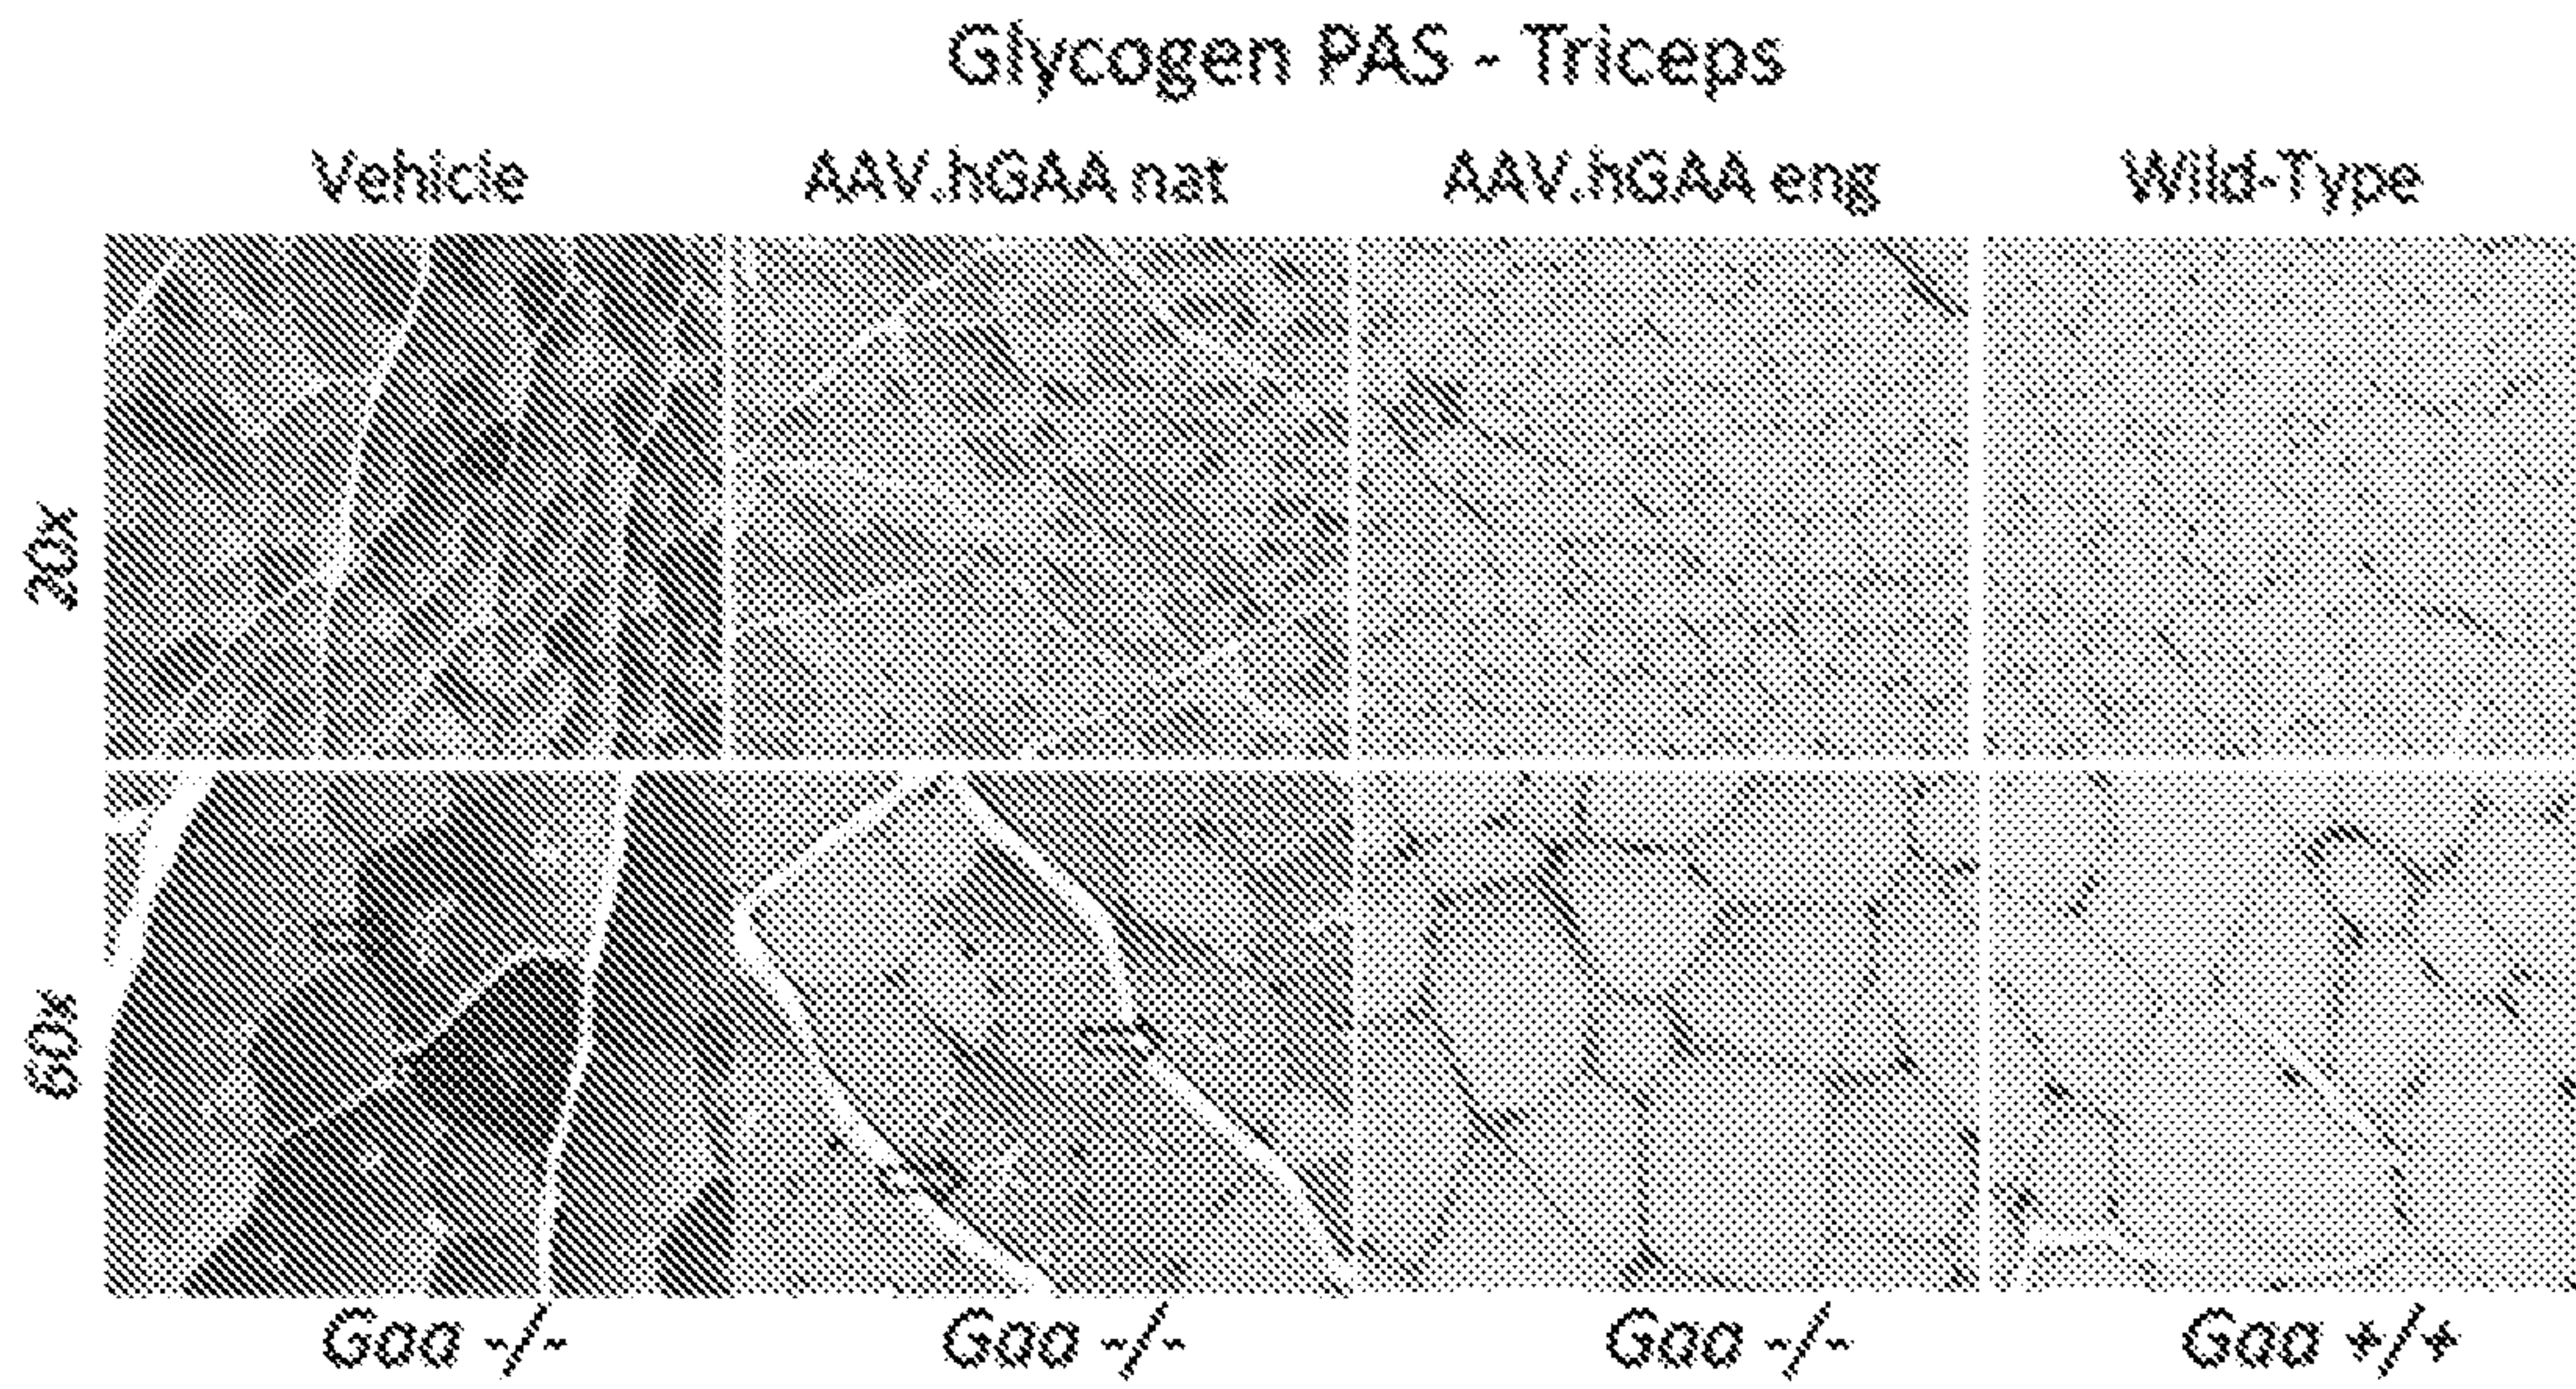 Glycogen PAS - Triceps
Vehicle AAV.hGAA nat AAV.hGAA eng Wild-Type
20x
60x
Gaa -/- Gaa -/- Gaa -/- Gaa +/+